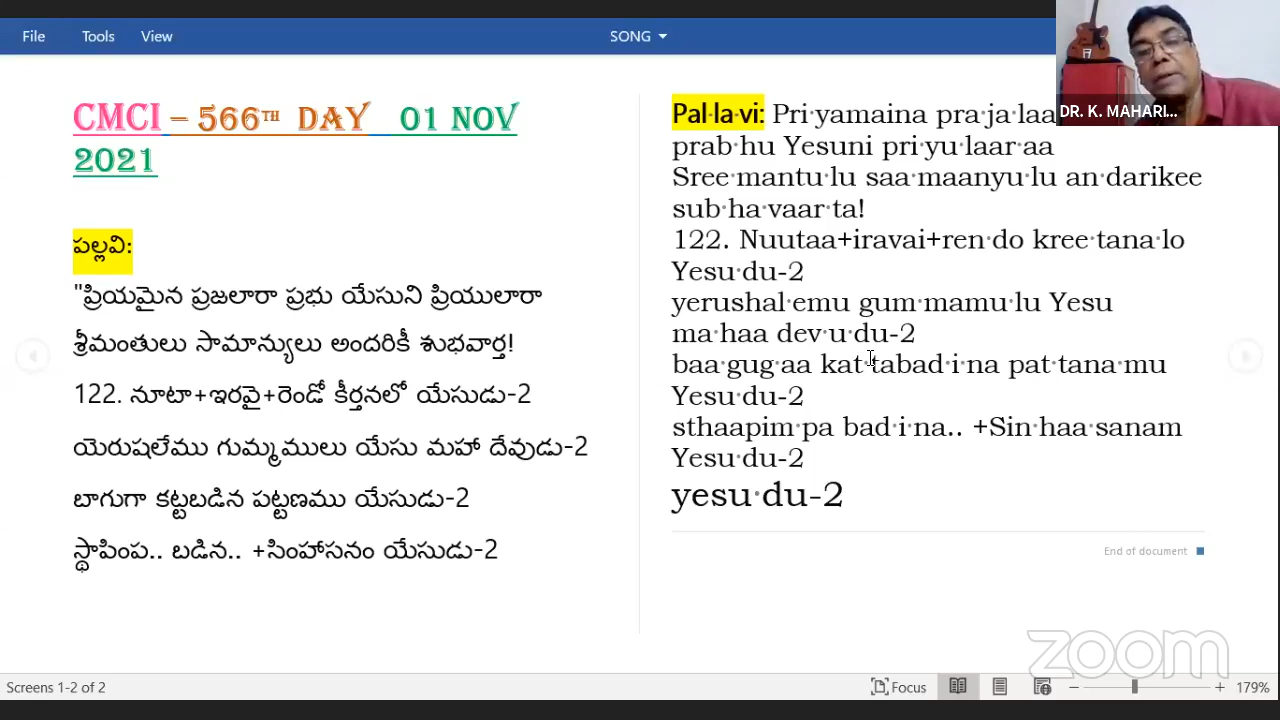 File Tools View SONG
CMCI – 566TH DAY 01 NOV
2021
పల్లవి:
"ప్రియమైన ప్రజలారా ప్రభు యేసుని ప్రియులారా
శ్రీమంతులు సామాన్యులు అందరికీ శుభవార్త!
122. నూటా+ఇరవై+రెండో కీర్తనలో యేసుడు-2
యెరుషలేము గుమ్మములు యేసు మహా దేవుడు-2
బాగుగా కట్టబడిన పట్టణము యేసుడు-2
స్థాపింప.. బడిన.. +సింహాసనం యేసుడు-2
Pal·la·vi: Pri·yamaina pra·ja·laa
prab·hu Yesuni pri·yu·laar·aa
Sree·mantu·lu saa·maanyu·lu an·darikee
sub·ha·vaar·ta!
122. Nuutaa+iravai+ren·do kree·tana·lo
Yesu·du-2
yerushal·emu gum·mamu·lu Yesu
ma·haa dev·u·du-2
baa·gug·aa kat·tabad·i·na pat·tana·mu
Yesu·du-2
sthaapim·pa bad·i·na.. +Sin·haa·sanam
Yesu·du-2
yesu·du-2
End of document
DR. K. MAHARI...
zoom
Screens 1-2 of 2 Focus − + 179%